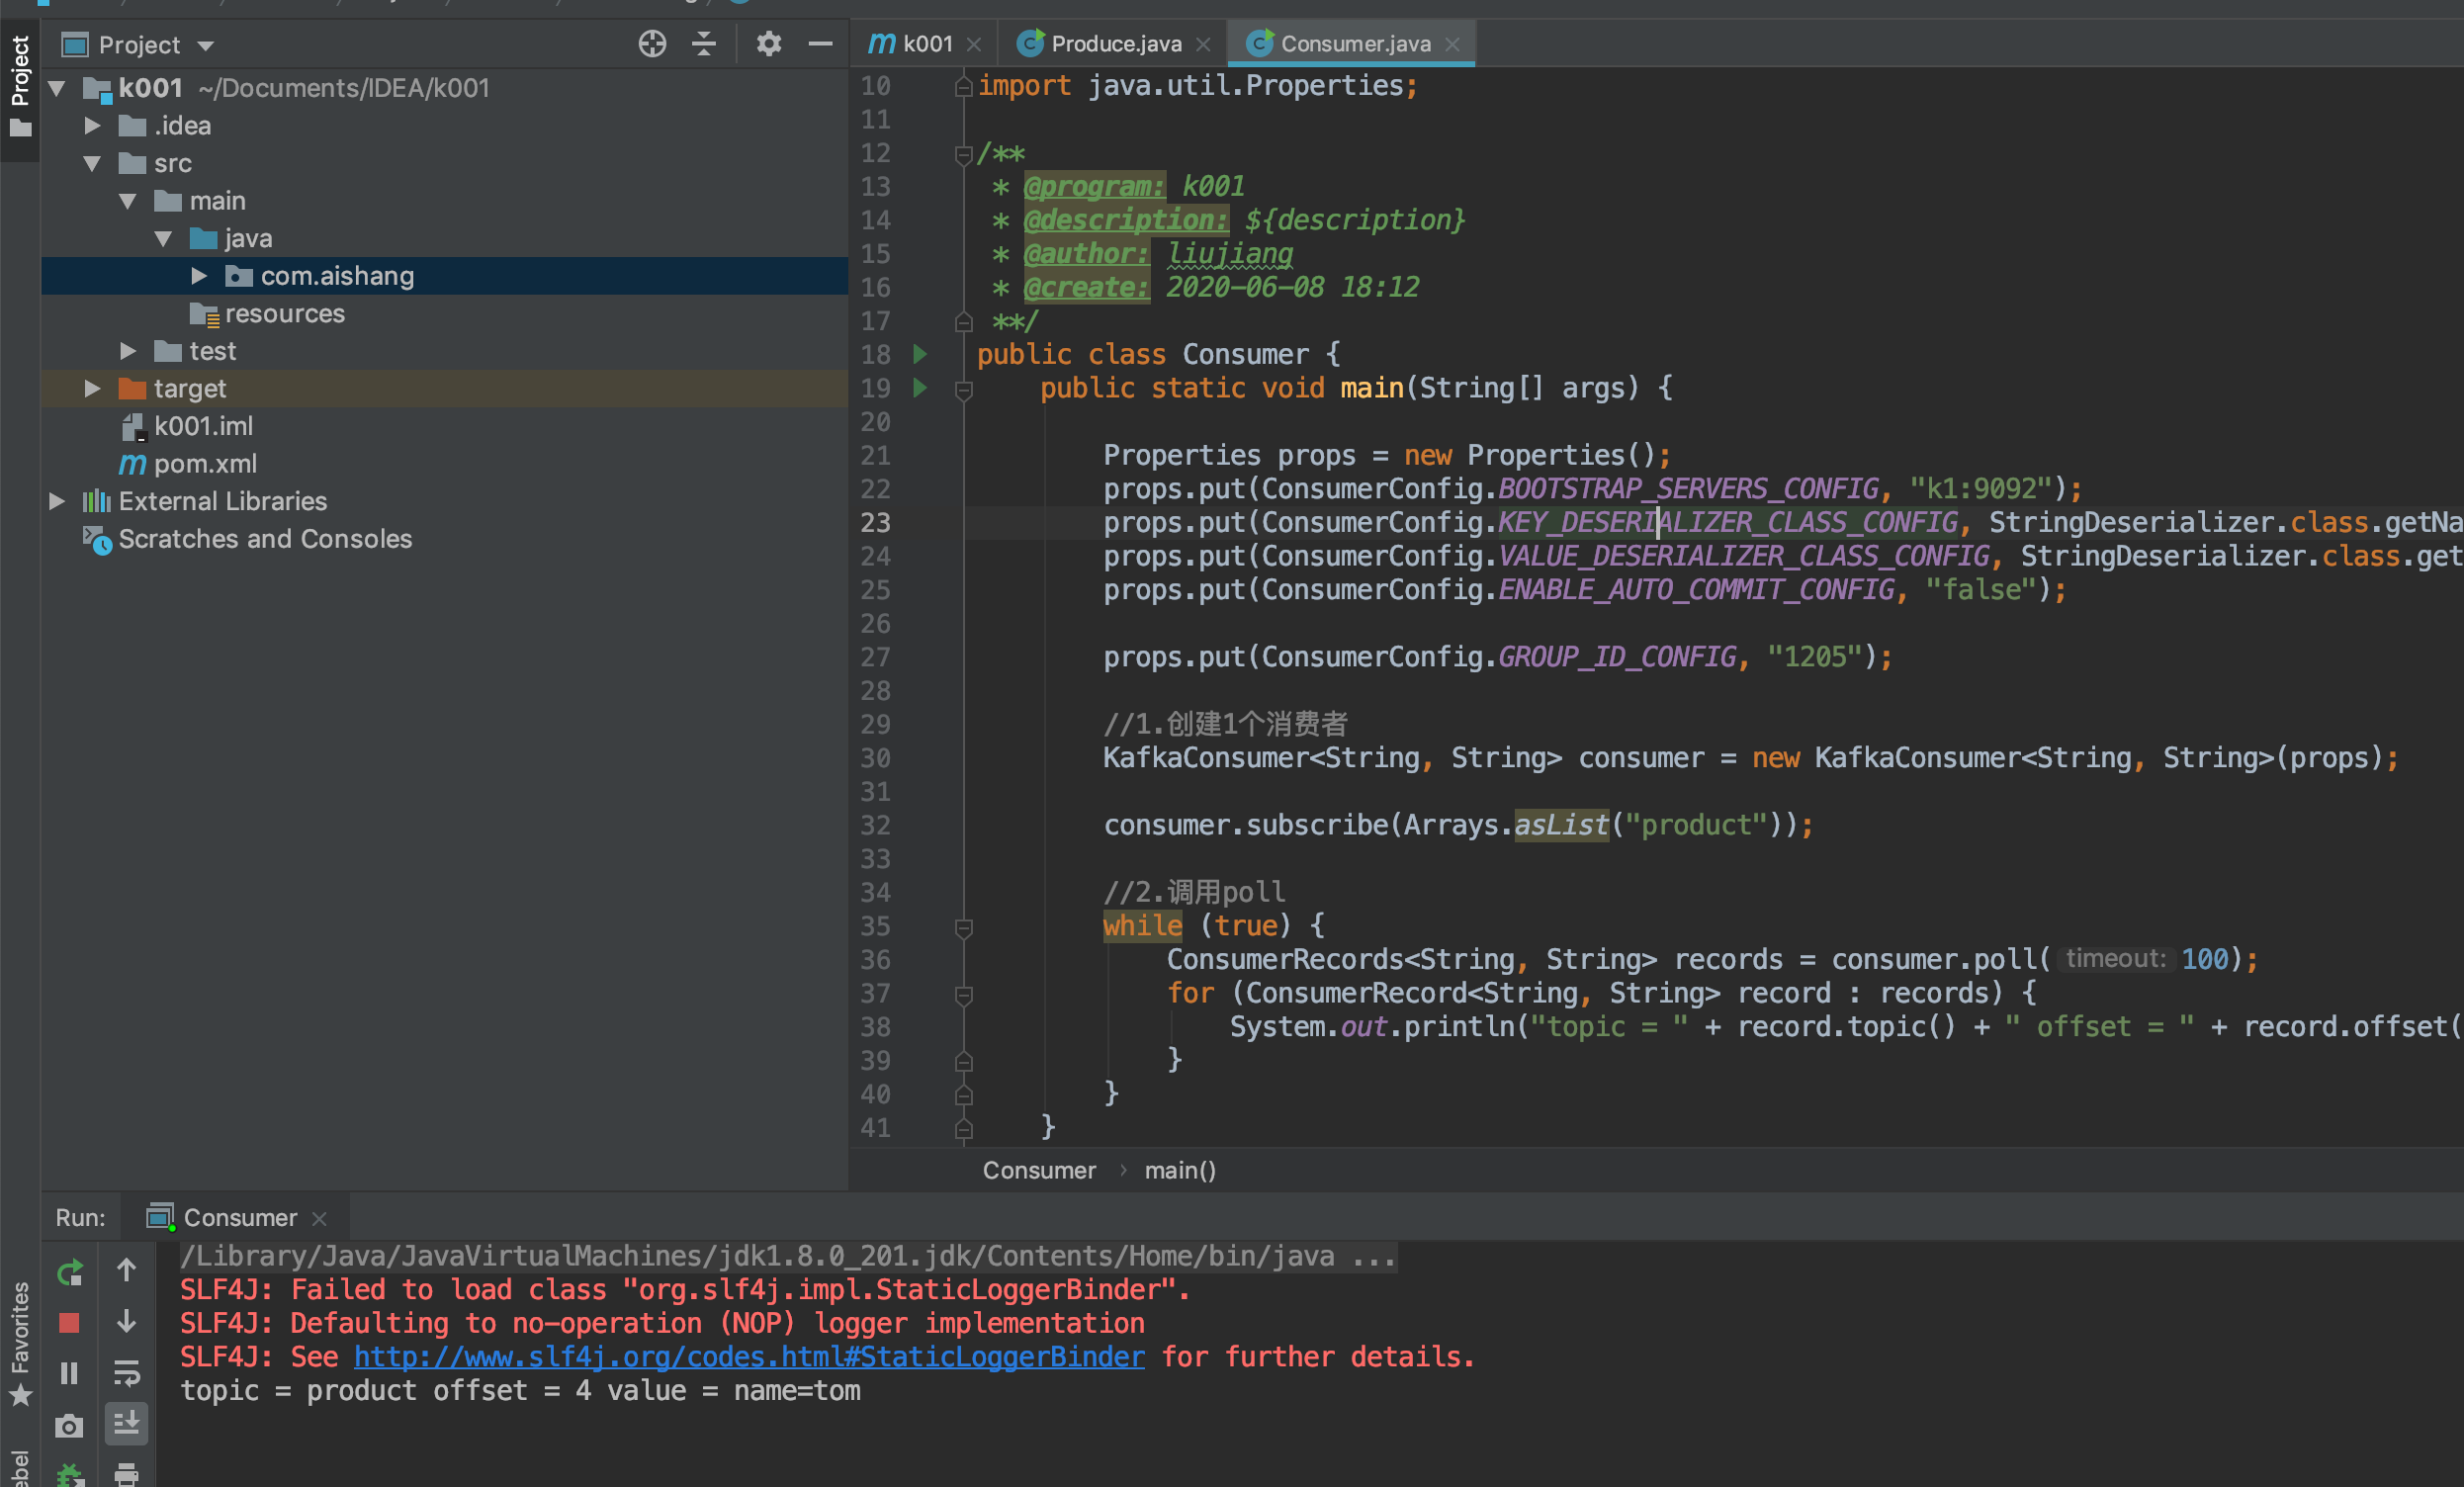 Project
k001 ~/Documents/IDEA/k001
.idea
src
main
java
com.aishang
resources
test
target
k001.iml
pom.xml
External Libraries
Scratches and Consoles
Project
Favorites
k001
Produce.java
Consumer.java
10 import java.util.Properties;
11
12 /**
13 * @program: k001
14 * @description: ${description}
15 * @author: liujiang
16 * @create: 2020-06-08 18:12
17 **/
18 public class Consumer {
19 public static void main(String[] args) {
20
21 Properties props = new Properties();
22 props.put(ConsumerConfig.BOOTSTRAP_SERVERS_CONFIG, "k1:9092");
23 props.put(ConsumerConfig.KEY_DESERIALIZER_CLASS_CONFIG, StringDeserializer.class.getNa
24 props.put(ConsumerConfig.VALUE_DESERIALIZER_CLASS_CONFIG, StringDeserializer.class.get
25 props.put(ConsumerConfig.ENABLE_AUTO_COMMIT_CONFIG, "false");
26
27 props.put(ConsumerConfig.GROUP_ID_CONFIG, "1205");
28
29 //1.创建1个消费者
30 KafkaConsumer<String, String> consumer = new KafkaConsumer<String, String>(props);
31
32 consumer.subscribe(Arrays.asList("product"));
33
34 //2.调用poll
35 while (true) {
36 ConsumerRecords<String, String> records = consumer.poll( timeout: 100);
37 for (ConsumerRecord<String, String> record : records) {
38 System.out.println("topic = " + record.topic() + " offset = " + record.offset(
39 }
40 }
41 }
Consumer › main()
Run: Consumer
/Library/Java/JavaVirtualMachines/jdk1.8.0_201.jdk/Contents/Home/bin/java ...
SLF4J: Failed to load class "org.slf4j.impl.StaticLoggerBinder".
SLF4J: Defaulting to no-operation (NOP) logger implementation
SLF4J: See http://www.slf4j.org/codes.html#StaticLoggerBinder for further details.
topic = product offset = 4 value = name=tom